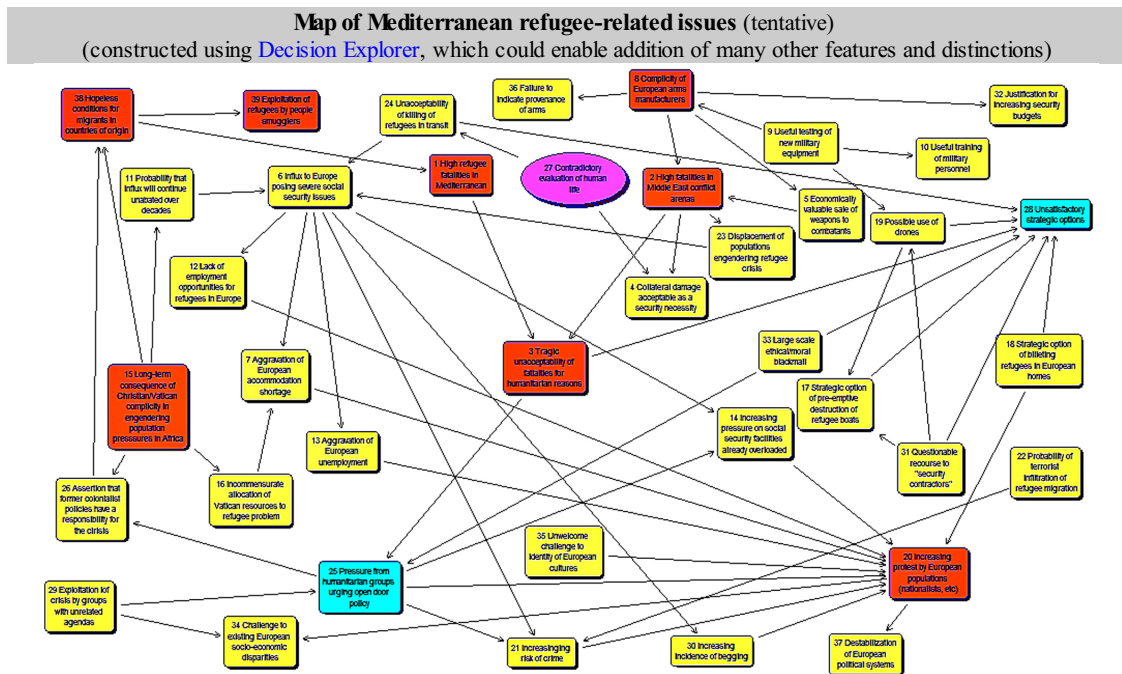 Map of Mediterranean refugee-related issues (tentative)
(constructed using Decision Explorer, which could enable addition of many other features and distinctions)
38 Hopeless
conditions for
migrants in
countries of origin
39 Exploitation of
refugees by people
smugglers
24 Unacceptability
of killing of
refugees in transit
36 Failure to
indicate provenance
of arms
8 Complicity of
European arms
manufacturers
32 Justification for
increasing security
budgets
9 Useful testing of
new military
equipment
10 Useful training
of military
personnel
11 Probability that
influx will continue
unabated over
decades
6 Influx to Europe
posing severe social
security issues
1 High refugee
fatalities in
Mediterranean
27 Contradictory
evaluation of human
life
2 High fatalities in
Middle East conflict
arenas
5 Economically
valuable sale of
weapons to
combatants
19 Possible use of
drones
28 Unsatisfactory
strategic options
23 Displacement of
populations
engendering refugee
crisis
12 Lack of
employment
opportunities for
refugees in Europe
4 Collateral damage
acceptable as a
security necessity
15 Long-term
consequence of
Christian/Vatican
complicity in
engendering
population
pressures in Africa
7 Aggravation of
European
accommodation
shortage
3 Tragic
unacceptability of
fatalities for
humanitarian reasons
33 Large scale
ethical/moral
blackmail
18 Strategic option
of billeting
refugees in European
homes
17 Strategic option
of pre-emptive
destruction of
refugee boats
14 Increasing
pressure on social
security facilities
already overloaded
13 Aggravation of
European
unemployment
31 Questionable
recourse to
"security
contractors"
22 Probability of
terrorist
infiltration of
refugee migration
26 Assertion that
former colonialist
policies have a
responsibility for
the cirisis
16 Incommensurate
allocation of
Vatican resources to
refugee problem
35 Unwelcome
challenge to
identity of European
cultures
20 Increasing
protest by European
populations
(nationalists, etc)
25 Pressure from
humanitarian groups
urging open door
policy
29 Exploitation iof
crisis by groups
with unrelated
agendas
34 Challenge to
existing European
socio-economic
disparities
21 Increasinging
risk of crime
30 Increasing
incidence of begging
37 Destabilization
of European
political systems